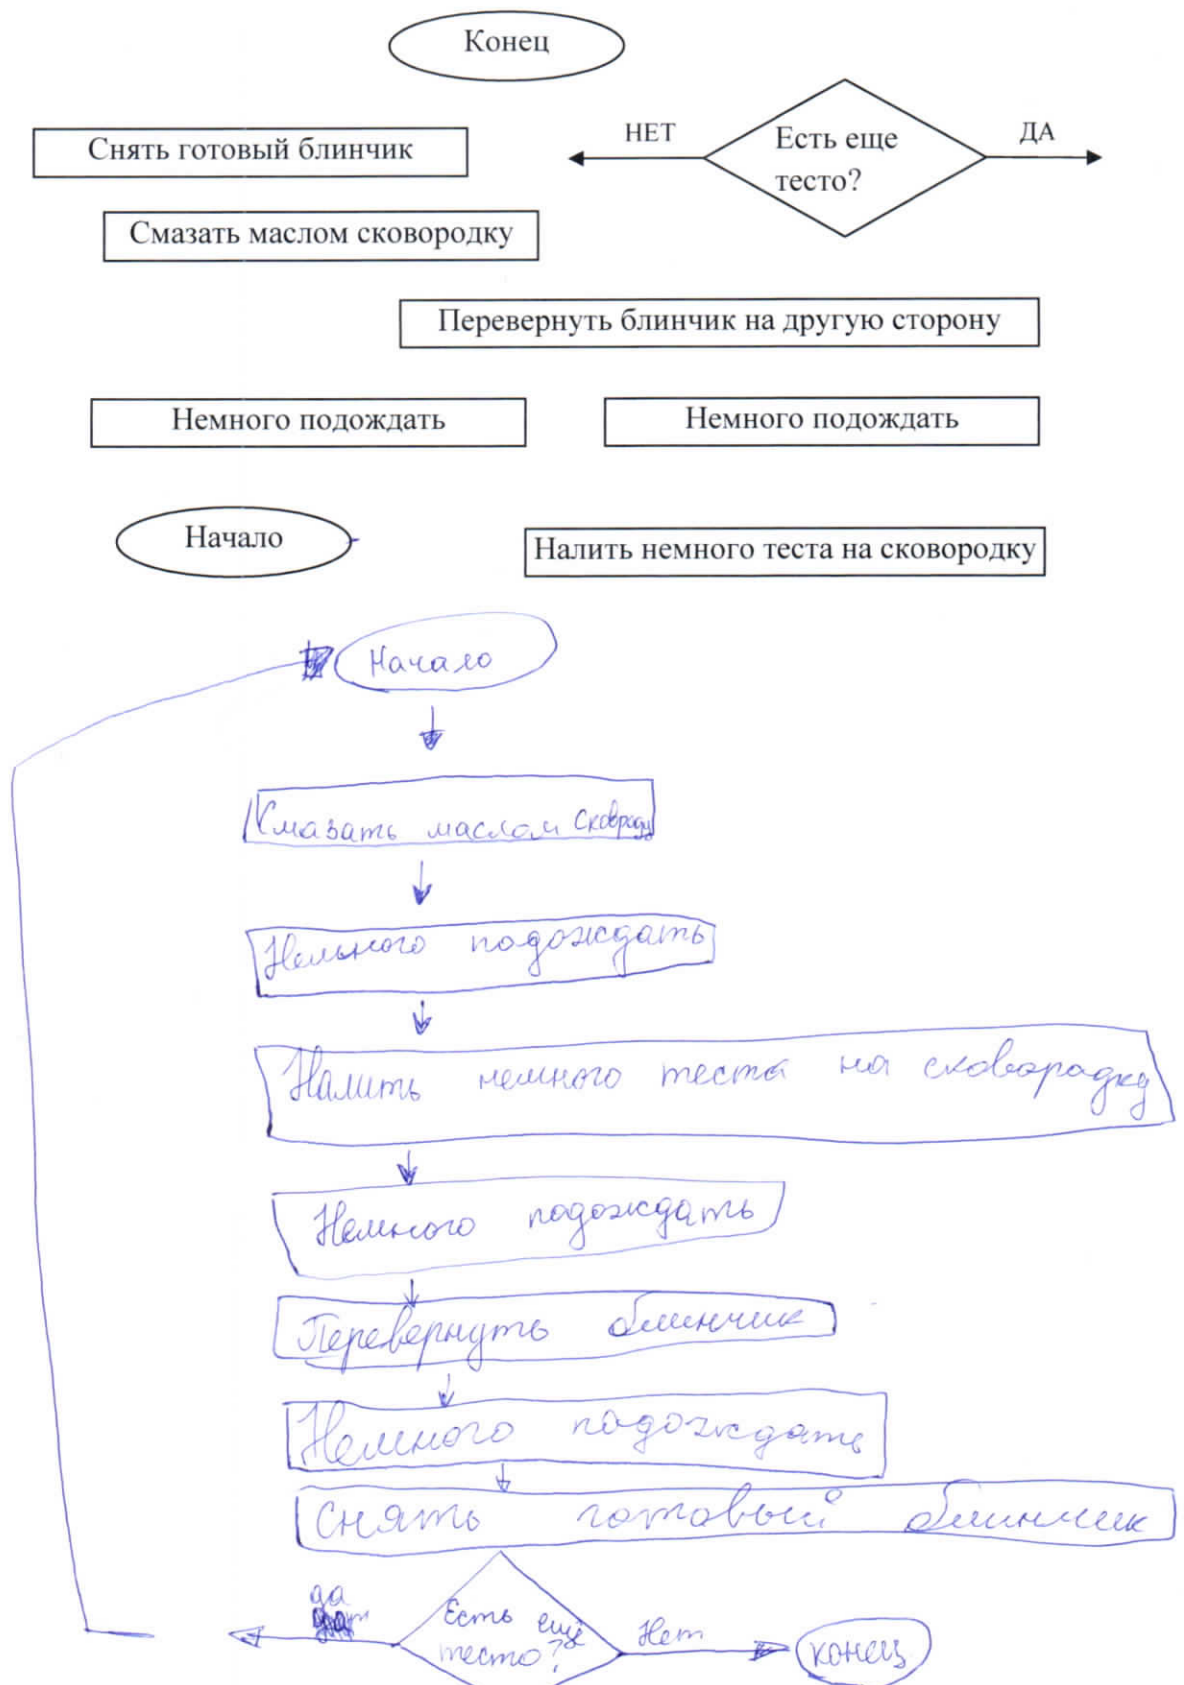 Конец
НЕТ
Есть еще
тесто?
ДА
Снять готовый блинчик
Смазать маслом сковородку
Перевернуть блинчик на другую сторону
Немного подождать
Немного подождать
Начало
Налить немного теста на сковородку
Начало
Смазать маслом сковроду
Немного подождать
Налить немного теста на сковородку
Немного подождать
Перевернуть блинчик
Немного подождать
Снять готовый блинчик
да
Есть ещё
тесто?
Нет
конец